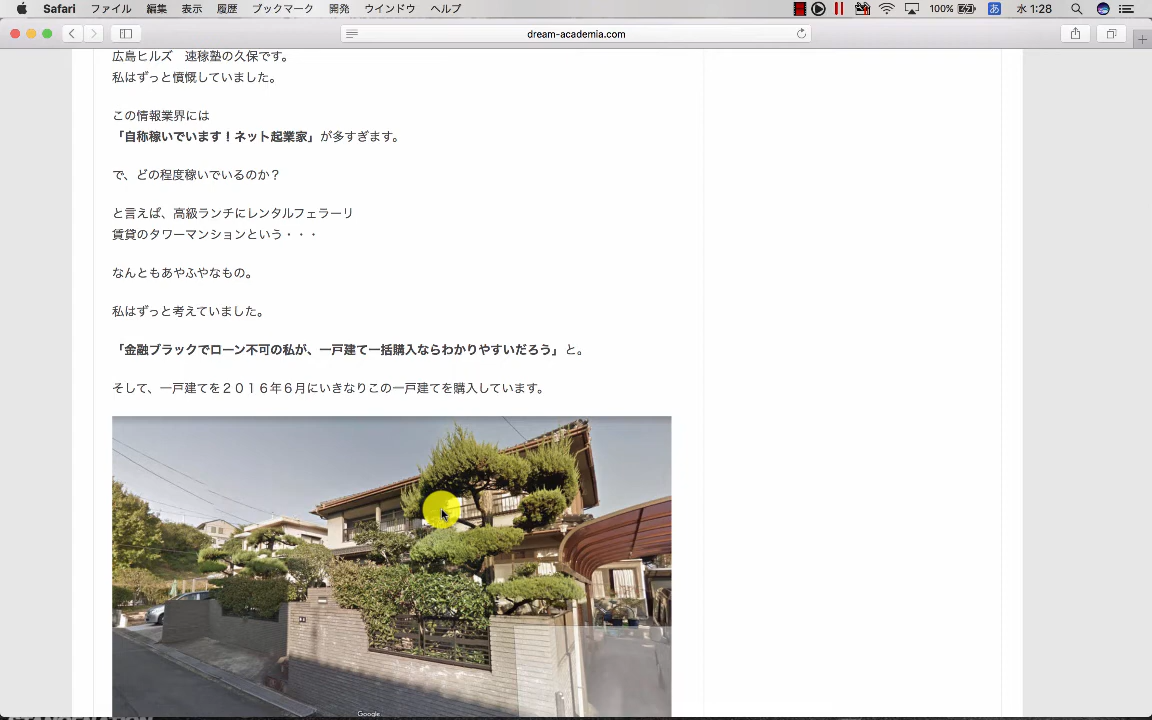 Safari ファイル 編集 表示 履歴 ブックマーク 開発 ウインドウ ヘルプ 100% あ 水 1:28
dream-academia.com
広島ヒルズ　速稼塾の久保です。
私はずっと憤慨していました。
この情報業界には
「自称稼いでいます！ネット起業家」が多すぎます。
で、どの程度稼いでいるのか？
と言えば、高級ランチにレンタルフェラーリ
賃貸のタワーマンションという・・・
なんともあやふやなもの。
私はずっと考えていました。
「金融ブラックでローン不可の私が、一戸建て一括購入ならわかりやすいだろう」と。
そして、一戸建てを２０１６年６月にいきなりこの一戸建てを購入しています。
Google